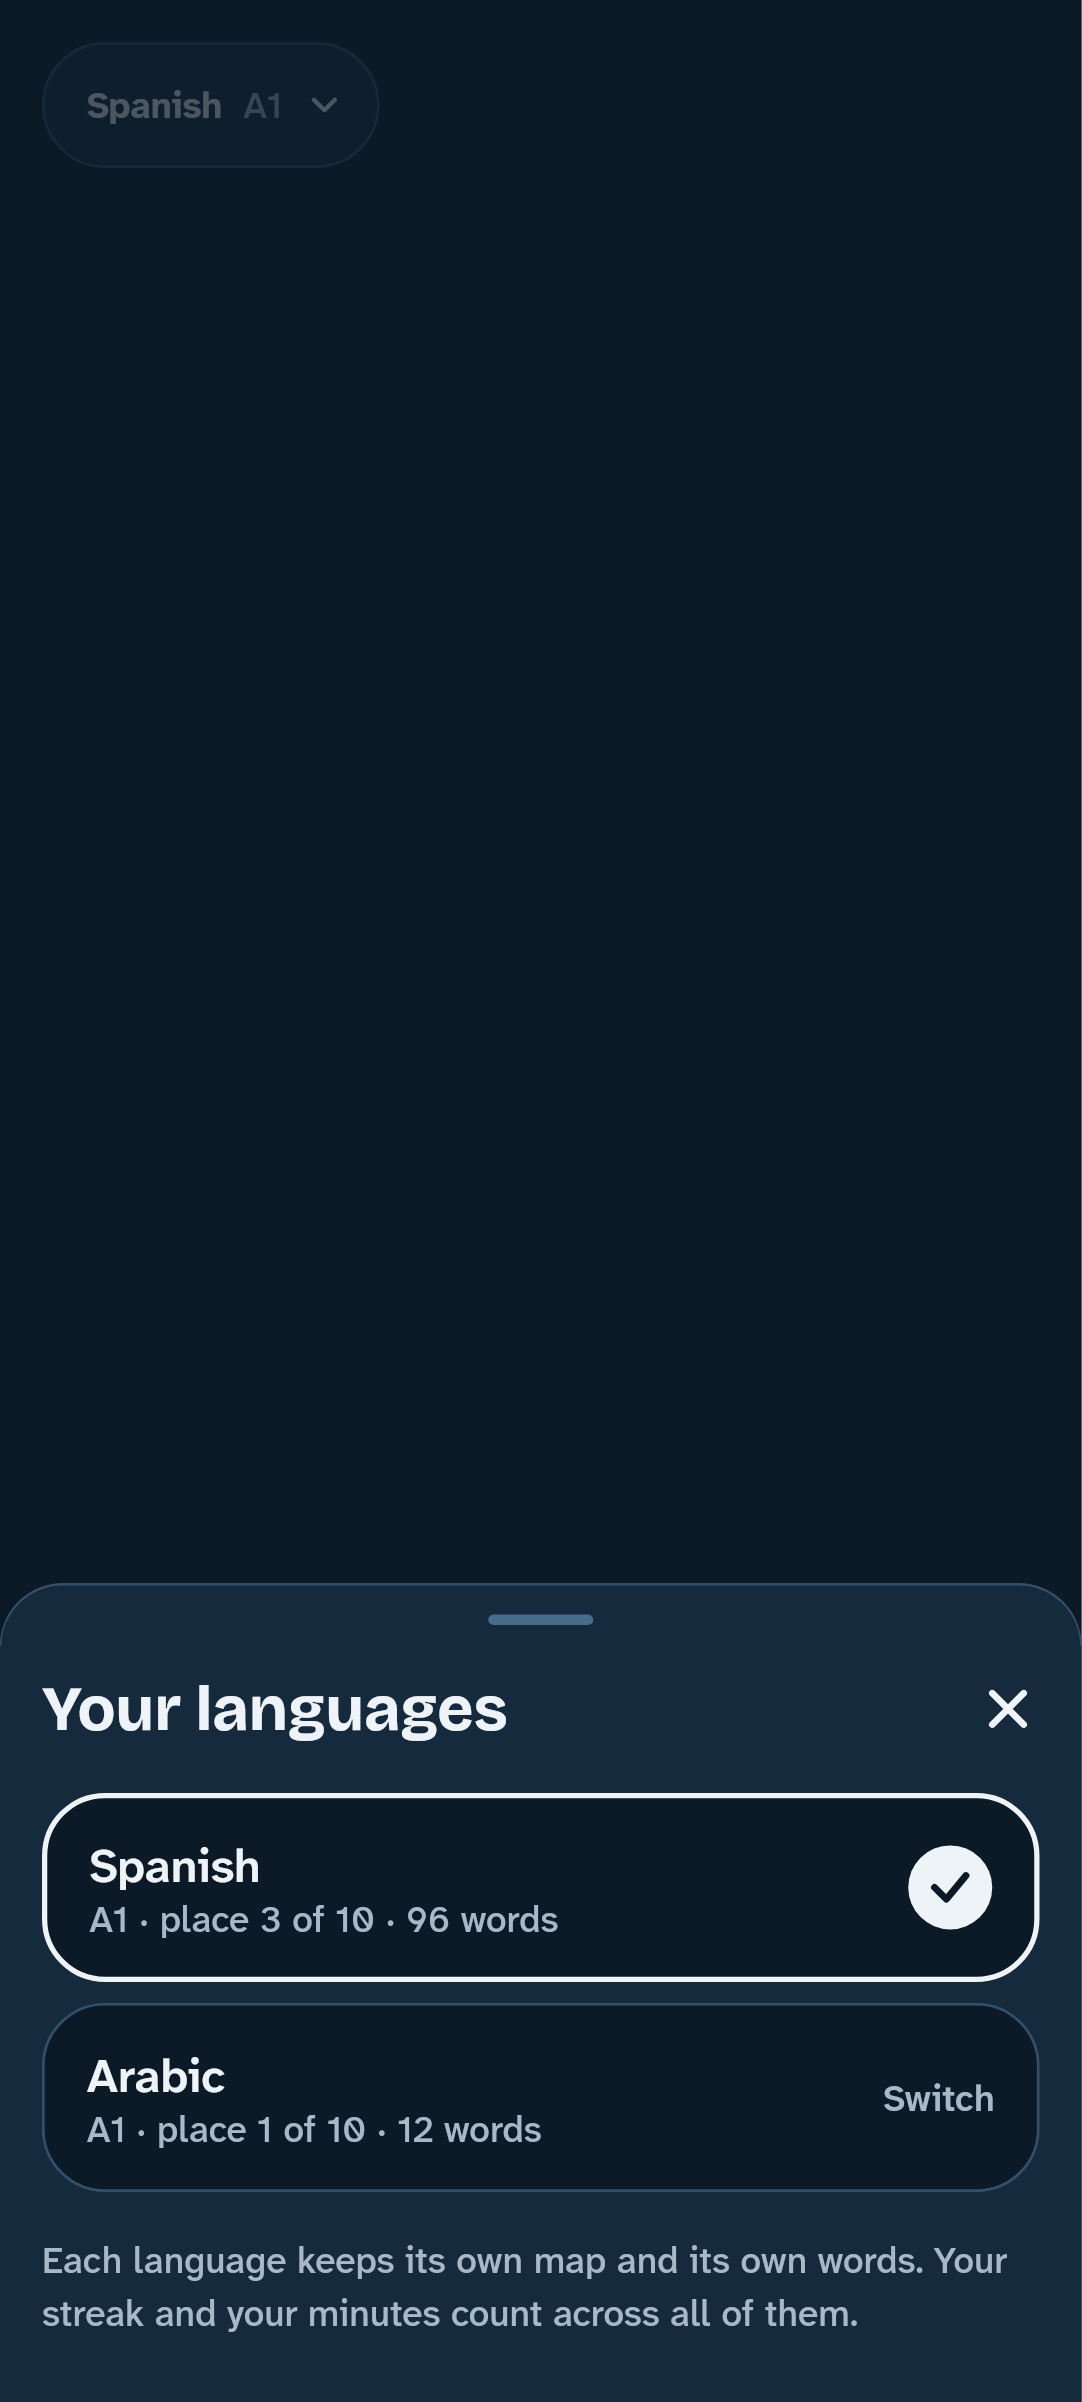 Spanish A1
Your languages
Spanish
A1 · place 3 of 10 · 96 words
Arabic
A1 · place 1 of 10 · 12 words
Switch
Each language keeps its own map and its own words. Your
streak and your minutes count across all of them.